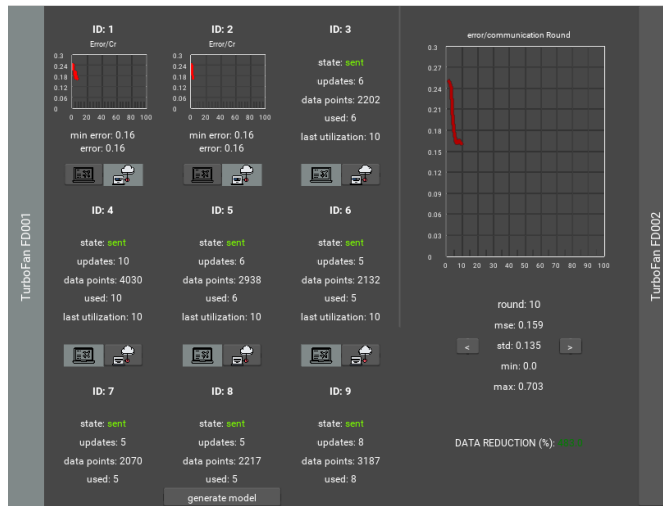 TurboFan FD001
ID: 1
Error/Cr
0.3
0.24
0.18
0.12
0.06
0
0 20 40 60 80 100
min error: 0.16
error: 0.16
ID: 2
Error/Cr
0.3
0.24
0.18
0.12
0.06
0
0 20 40 60 80 100
min error: 0.16
error: 0.16
ID: 3
state: sent
updates: 6
data points: 2202
used: 6
last utilization: 10
ID: 4
state: sent
updates: 10
data points: 4030
used: 10
last utilization: 10
ID: 5
state: sent
updates: 6
data points: 2938
used: 6
last utilization: 10
ID: 6
state: sent
updates: 5
data points: 2132
used: 5
last utilization: 10
ID: 7
state: sent
updates: 5
data points: 2070
used: 5
ID: 8
state: sent
updates: 5
data points: 2217
used: 5
ID: 9
state: sent
updates: 8
data points: 3187
used: 8
generate model
error/communication Round
0.3
0.27
0.24
0.21
0.18
0.15
0.12
0.09
0.06
0.03
0
0 10 20 30 40 50 60 70 80 90 100
round: 10
mse: 0.159
< std: 0.135 >
min: 0.0
max: 0.703
DATA REDUCTION (%):
TurboFan FD002